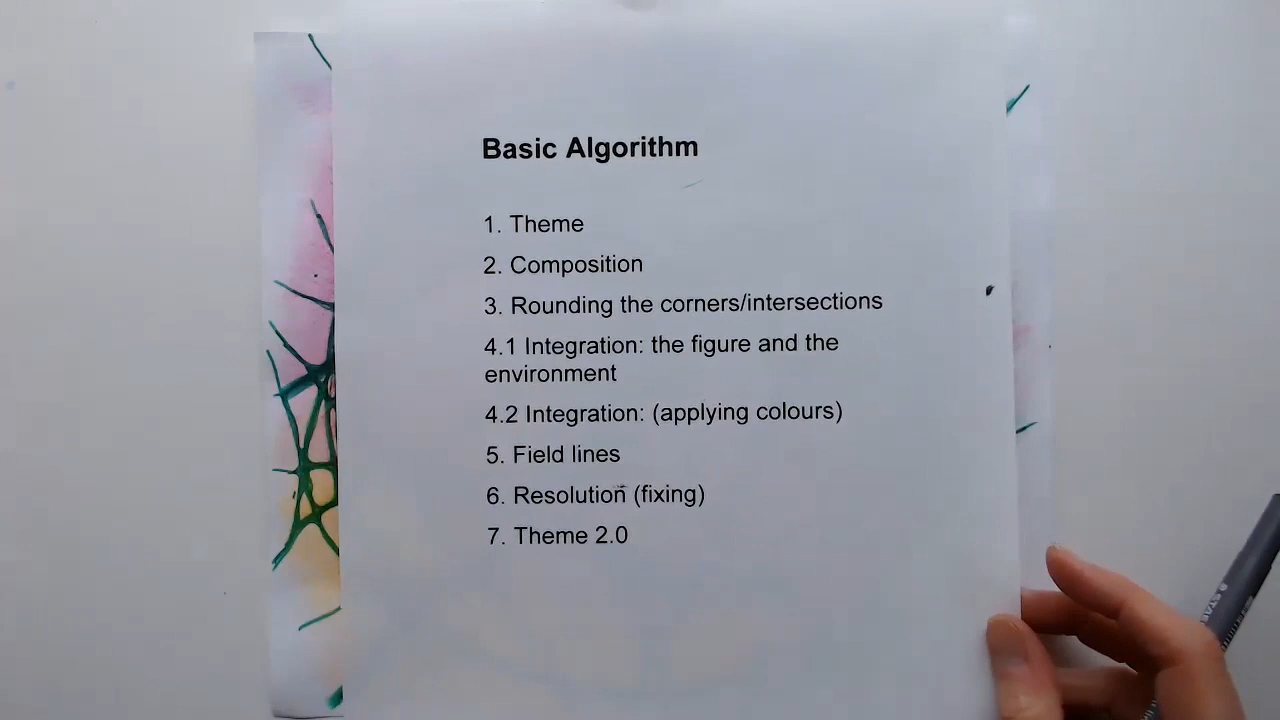 Basic Algorithm
1. Theme
2. Composition
3. Rounding the corners/intersections
4.1 Integration: the figure and the
environment
4.2 Integration: (applying colours)
5. Field lines
6. Resolution (fixing)
7. Theme 2.0